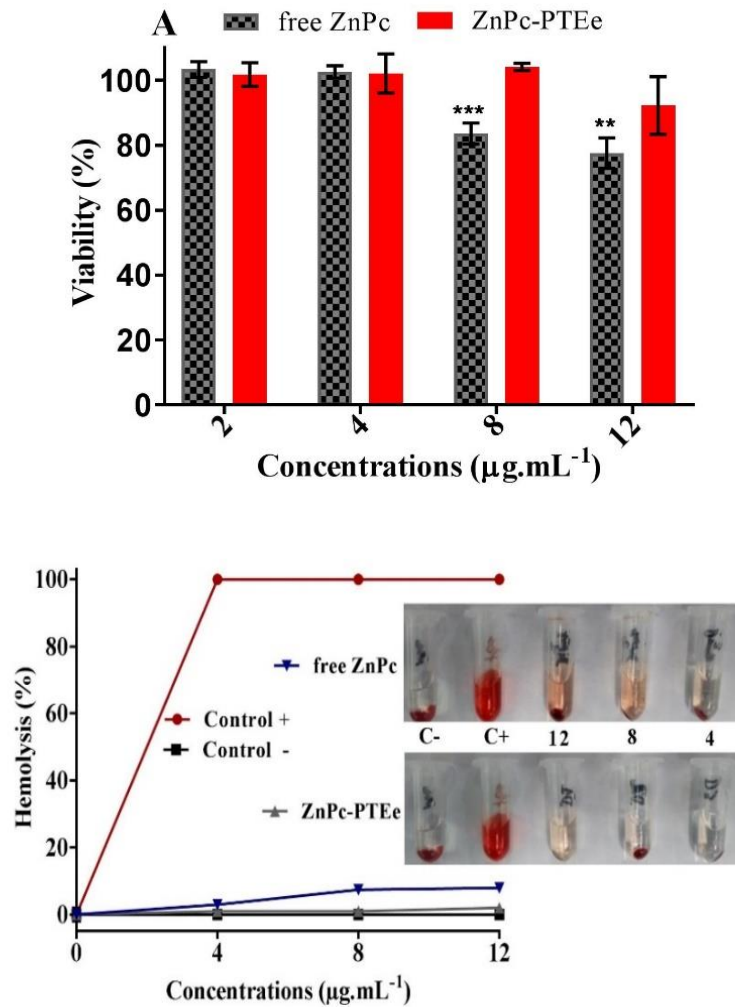 A
free ZnPc
ZnPc-PTEe
Viability (%)
100
80
60
40
20
0
***
**
2
4
8
12
Concentrations (µg.mL⁻¹)
Hemolysis (%)
100
80
60
40
20
0
free ZnPc
Control +
Control -
ZnPc-PTEe
C-
C+
12
8
4
0
4
8
12
Concentrations (µg.mL⁻¹)